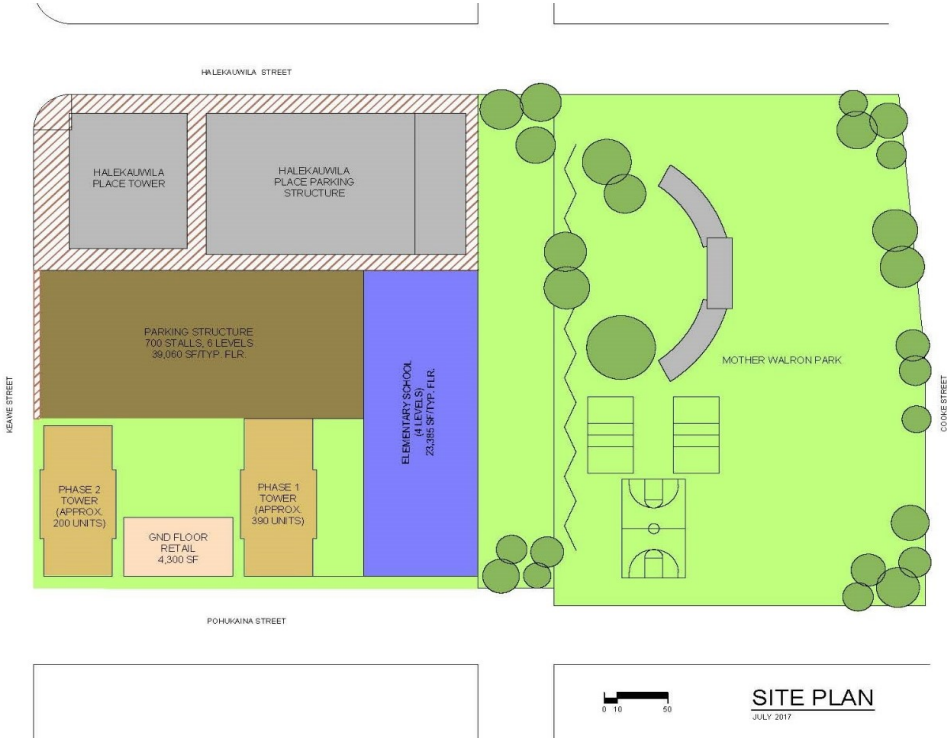 HALEKAUWILA STREET
HALEKAUWILA
PLACE TOWER
HALEKAUWILA
PLACE PARKING
STRUCTURE
PARKING STRUCTURE
700 STALLS, 6 LEVELS
39,060 SF/TYP. FLR.
ELEMENTARY SCHOOL
(4 LEVELS)
23,385 SF/TYP. FLR.
MOTHER WALRON PARK
KEAWE STREET
COOKE STREET
PHASE 2
TOWER
(APPROX.
200 UNITS)
GND FLOOR
RETAIL
4,300 SF
PHASE 1
TOWER
(APPROX.
390 UNITS)
POHUKAINA STREET
0 10 50
SITE PLAN
JULY 2017